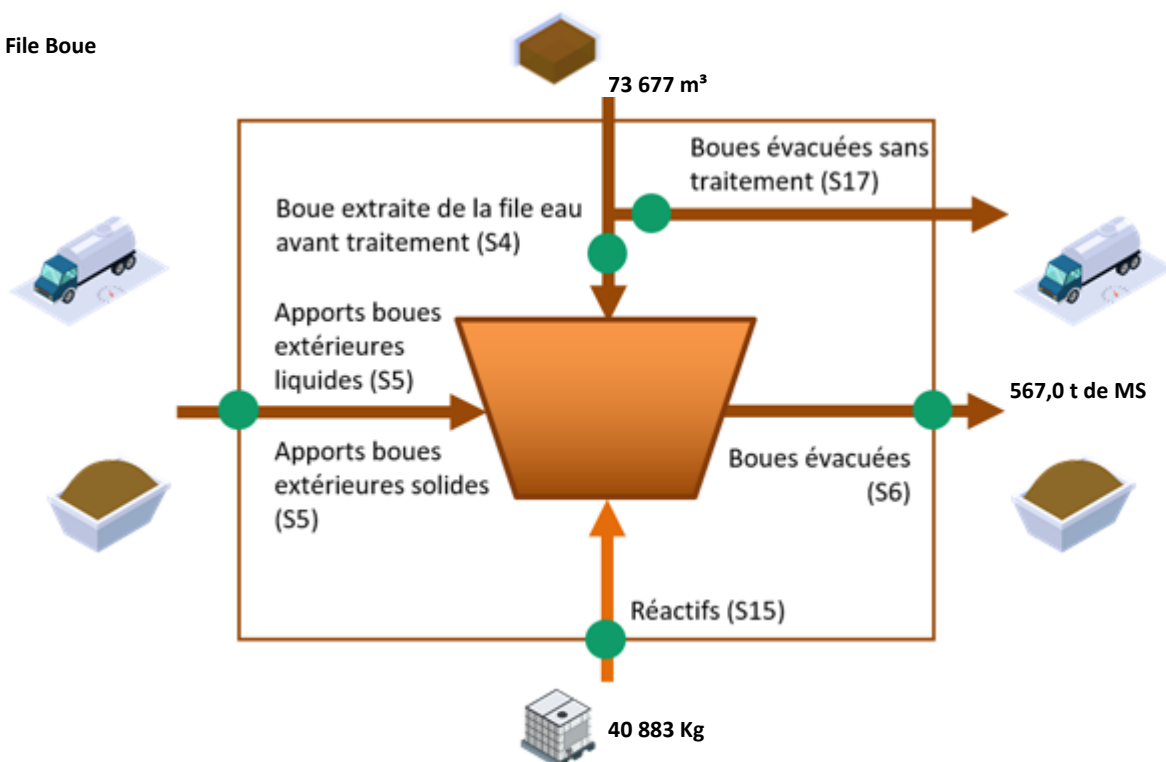 File Boue
73 677 m³
Boues évacuées sans
traitement (S17)
Boue extraite de la file eau
avant traitement (S4)
Apports boues
extérieures
liquides (S5)
567,0 t de MS
Apports boues
extérieures solides
(S5)
Boues évacuées
(S6)
Réactifs (S15)
40 883 Kg